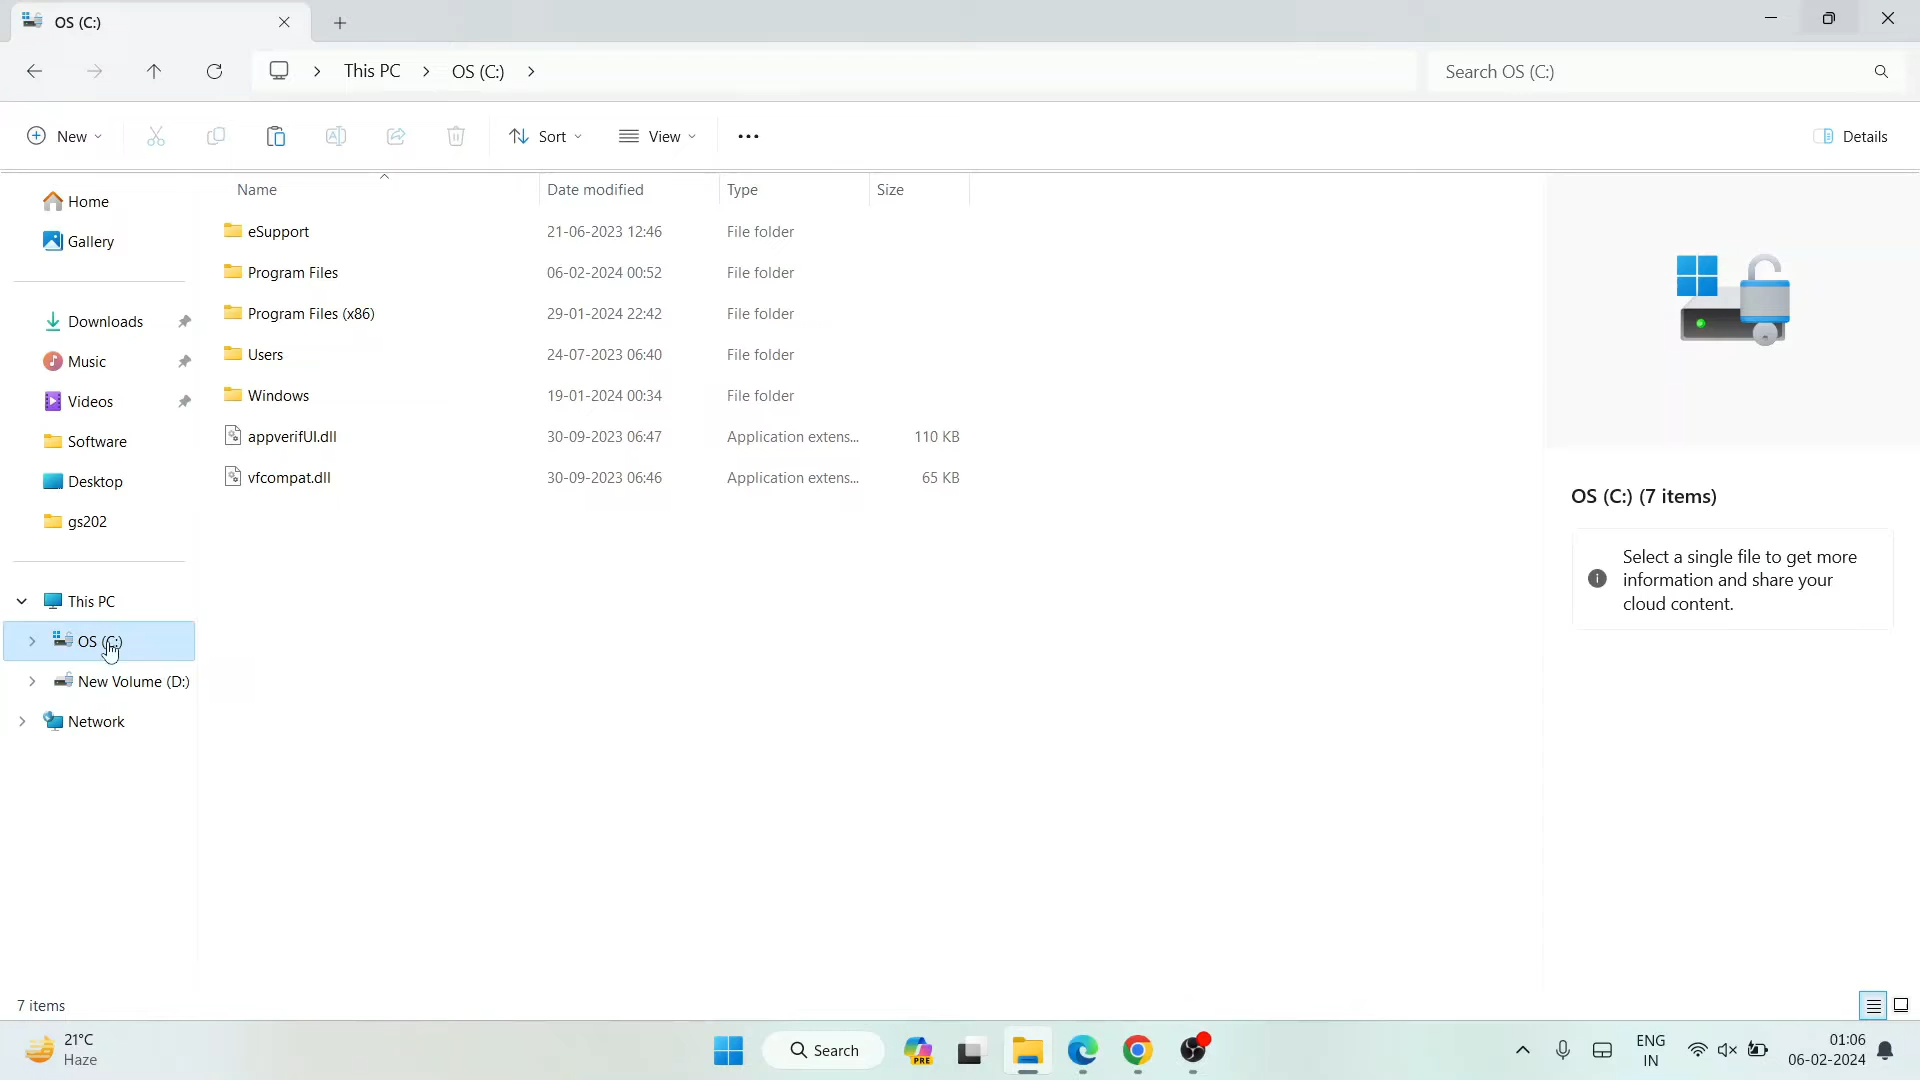 OS (C:)
This PC
OS (C:)
Search OS (C:)
New
Sort
View
Details
Name
Date modified
Type
Size
Home
Gallery
Downloads
Music
Videos
Software
Desktop
gs202
This PC
OS (C:)
New Volume (D:)
Network
eSupport 21-06-2023 12:46 File folder
Program Files 06-02-2024 00:52 File folder
Program Files (x86) 29-01-2024 22:42 File folder
Users 24-07-2023 06:40 File folder
Windows 19-01-2024 00:34 File folder
appverifUI.dll 30-09-2023 06:47 Application extens... 110 KB
vfcompat.dll 30-09-2023 06:46 Application extens... 65 KB
OS (C:) (7 items)
Select a single file to get more
information and share your
cloud content.
7 items
21°C
Haze
Search
PRE
ENG
IN
01:06
06-02-2024